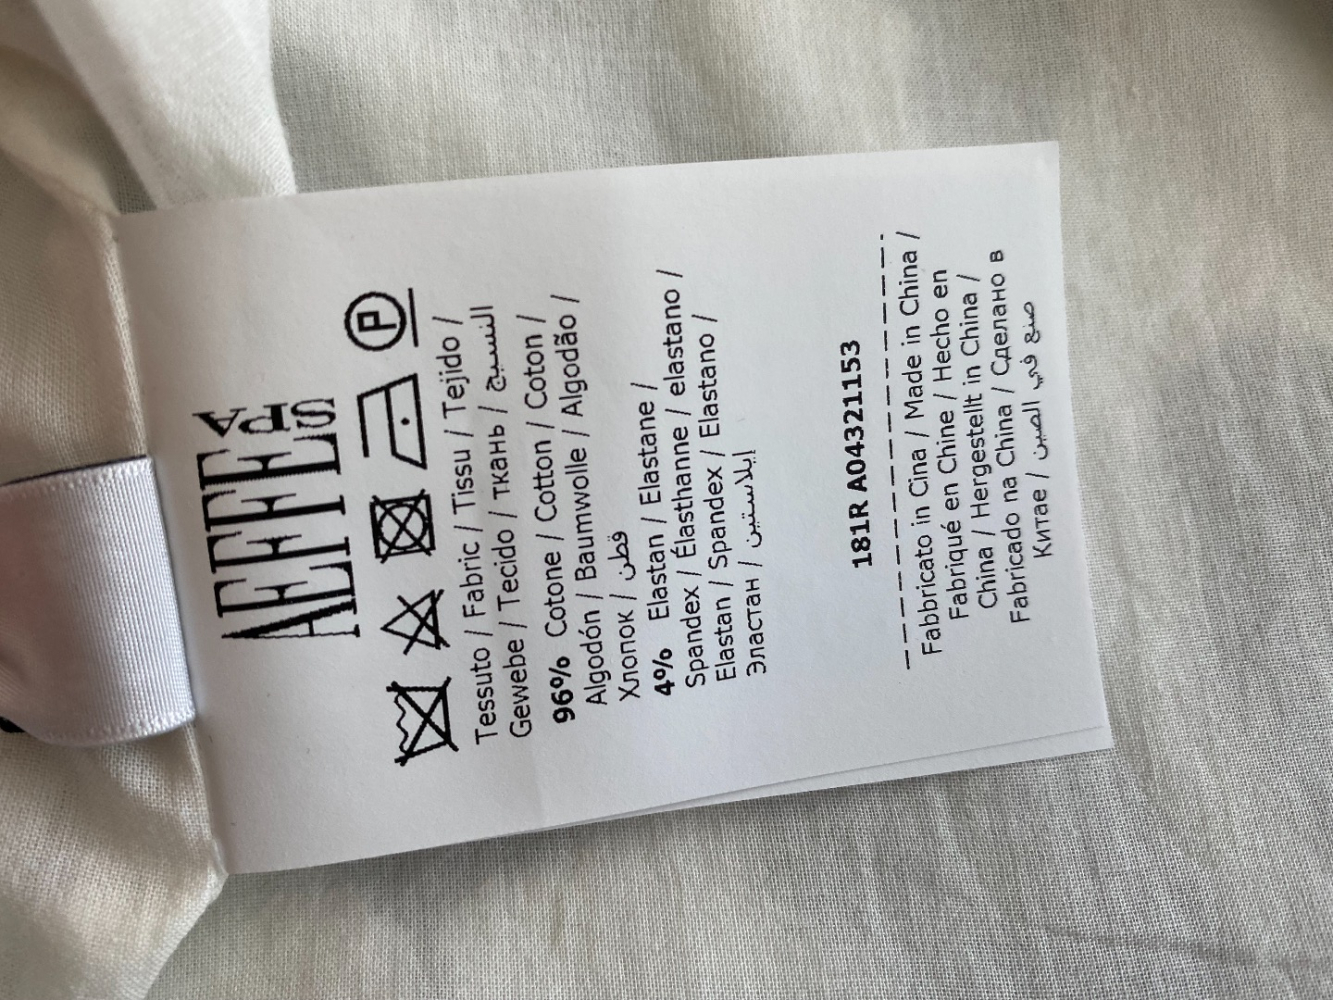 AEFFE SPA
P
Tessuto / Fabric / Tissu / Tejido /
Gewebe / Tecido / ткань / النسيج
96% Cotone / Cotton / Coton /
Algodón / Baumwolle / Algodão /
Хлопок / قطن
4% Elastan / Elastane /
Spandex / Élasthanne / elastano /
Elastan / Spandex / Elastano /
Эластан / إيلاستين
181R A04321153
Fabbricato in Cina / Made in China /
Fabriqué en Chine / Hecho en
China / Hergestellt in China /
Fabricado na China / Сделано в
Китае / صنع في الصين